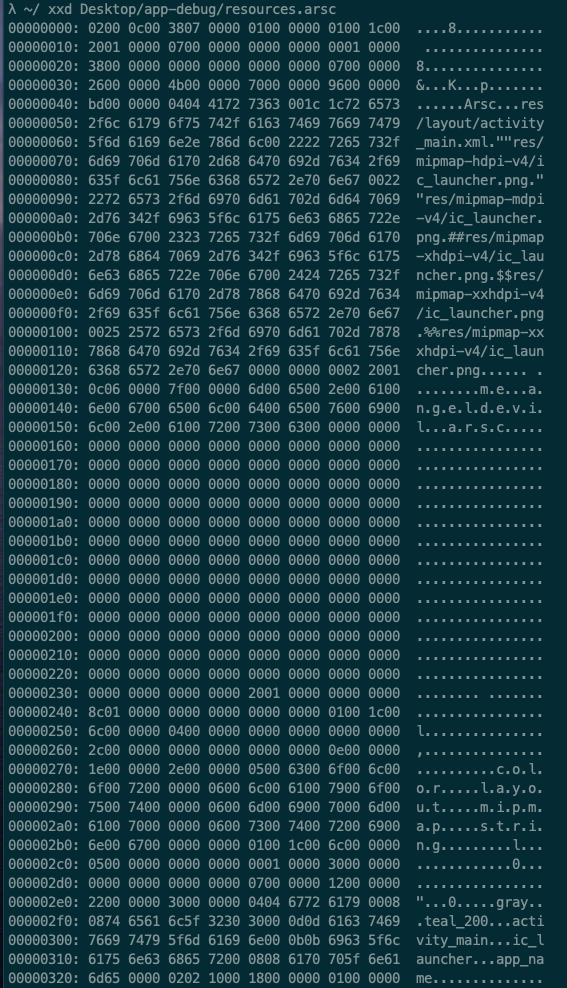 λ ~/ xxd Desktop/app-debug/resources.arsc
00000000: 0200 0c00 3807 0000 0100 0000 0100 1c00  ....8...........
00000010: 2001 0000 0700 0000 0000 0000 0001 0000   ...............
00000020: 3800 0000 0000 0000 0000 0000 0700 0000  8...............
00000030: 2600 0000 4b00 0000 7000 0000 9600 0000  &...K...p.......
00000040: bd00 0000 0404 4172 7363 001c 1c72 6573  ......Arsc...res
00000050: 2f6c 6179 6f75 742f 6163 7469 7669 7479  /layout/activity
00000060: 5f6d 6169 6e2e 786d 6c00 2222 7265 732f  _main.xml.""res/
00000070: 6d69 706d 6170 2d68 6470 692d 7634 2f69  mipmap-hdpi-v4/i
00000080: 635f 6c61 756e 6368 6572 2e70 6e67 0022  c_launcher.png."
00000090: 2272 6573 2f6d 6970 6d61 702d 6d64 7069  "res/mipmap-mdpi
000000a0: 2d76 342f 6963 5f6c 6175 6e63 6865 722e  -v4/ic_launcher.
000000b0: 706e 6700 2323 7265 732f 6d69 706d 6170  png.##res/mipmap
000000c0: 2d78 6864 7069 2d76 342f 6963 5f6c 6175  -xhdpi-v4/ic_lau
000000d0: 6e63 6865 722e 706e 6700 2424 7265 732f  ncher.png.$$res/
000000e0: 6d69 706d 6170 2d78 7868 6470 692d 7634  mipmap-xxhdpi-v4
000000f0: 2f69 635f 6c61 756e 6368 6572 2e70 6e67  /ic_launcher.png
00000100: 0025 2572 6573 2f6d 6970 6d61 702d 7878  .%%res/mipmap-xx
00000110: 7868 6470 692d 7634 2f69 635f 6c61 756e  xhdpi-v4/ic_laun
00000120: 6368 6572 2e70 6e67 0000 0000 0002 2001  cher.png...... .
00000130: 0c06 0000 7f00 0000 6d00 6500 2e00 6100  ........m.e...a.
00000140: 6e00 6700 6500 6c00 6400 6500 7600 6900  n.g.e.l.d.e.v.i.
00000150: 6c00 2e00 6100 7200 7300 6300 0000 0000  l...a.r.s.c.....
00000160: 0000 0000 0000 0000 0000 0000 0000 0000  ................
00000170: 0000 0000 0000 0000 0000 0000 0000 0000  ................
00000180: 0000 0000 0000 0000 0000 0000 0000 0000  ................
00000190: 0000 0000 0000 0000 0000 0000 0000 0000  ................
000001a0: 0000 0000 0000 0000 0000 0000 0000 0000  ................
000001b0: 0000 0000 0000 0000 0000 0000 0000 0000  ................
000001c0: 0000 0000 0000 0000 0000 0000 0000 0000  ................
000001d0: 0000 0000 0000 0000 0000 0000 0000 0000  ................
000001e0: 0000 0000 0000 0000 0000 0000 0000 0000  ................
000001f0: 0000 0000 0000 0000 0000 0000 0000 0000  ................
00000200: 0000 0000 0000 0000 0000 0000 0000 0000  ................
00000210: 0000 0000 0000 0000 0000 0000 0000 0000  ................
00000220: 0000 0000 0000 0000 0000 0000 0000 0000  ................
00000230: 0000 0000 0000 0000 2001 0000 0000 0000  ........ .......
00000240: 8c01 0000 0000 0000 0000 0000 0100 1c00  ................
00000250: 6c00 0000 0400 0000 0000 0000 0000 0000  l...............
00000260: 2c00 0000 0000 0000 0000 0000 0e00 0000  ,...............
00000270: 1e00 0000 2e00 0000 0500 6300 6f00 6c00  ..........c.o.l.
00000280: 6f00 7200 0000 0600 6c00 6100 7900 6f00  o.r.....l.a.y.o.
00000290: 7500 7400 0000 0600 6d00 6900 7000 6d00  u.t.....m.i.p.m.
000002a0: 6100 7000 0000 0600 7300 7400 7200 6900  a.p.....s.t.r.i.
000002b0: 6e00 6700 0000 0000 0100 1c00 6c00 0000  n.g.........l...
000002c0: 0500 0000 0000 0000 0001 0000 3000 0000  ............0...
000002d0: 0000 0000 0000 0000 0700 0000 1200 0000  ................
000002e0: 2200 0000 3000 0000 0404 6772 6179 0008  "...0.....gray..
000002f0: 0874 6561 6c5f 3230 3000 0d0d 6163 7469  .teal_200...acti
00000300: 7669 7479 5f6d 6169 6e00 0b0b 6963 5f6c  vity_main...ic_l
00000310: 6175 6e63 6865 7200 0808 6170 705f 6e61  auncher...app_na
00000320: 6d65 0000 0202 1000 1800 0000 0100 0000  me..............